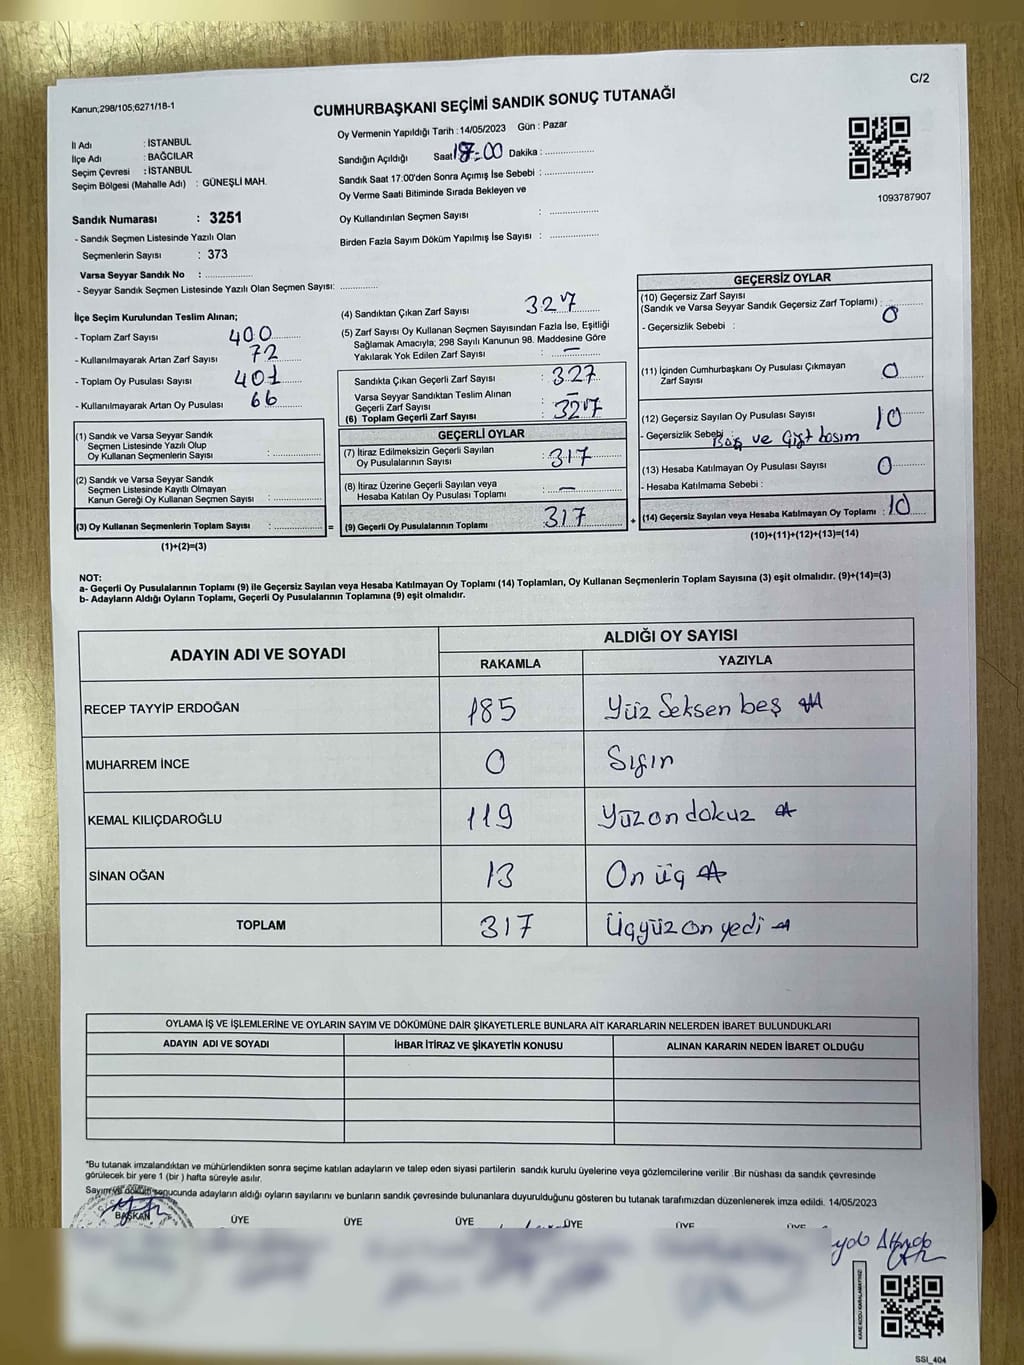 C/2
Kanun;298/105;6271/18-1
CUMHURBAŞKANI SEÇİMİ SANDIK SONUÇ TUTANAĞI
Oy Vermenin Yapıldığı Tarih : 14/05/2023 Gün : Pazar
İl Adı : İSTANBUL
İlçe Adı : BAĞCILAR
Seçim Çevresi : İSTANBUL
Seçim Bölgesi (Mahalle Adı) : GÜNEŞLİ MAH.
Sandığın Açıldığı Saat Dakika :
Sandık Saat 17:00'den Sonra Açımış İse Sebebi :
Oy Verme Saati Bitiminde Sırada Bekleyen ve
Oy Kullandırılan Seçmen Sayısı :
Birden Fazla Sayım Döküm Yapılmış İse Sayısı :
1093787907
Sandık Numarası : 3251
- Sandık Seçmen Listesinde Yazılı Olan
Seçmenlerin Sayısı : 373
Varsa Seyyar Sandık No :
- Seyyar Sandık Seçmen Listesinde Yazılı Olan Seçmen Sayısı:
İlçe Seçim Kurulundan Teslim Alınan;
- Toplam Zarf Sayısı 400
- Kullanılmayarak Artan Zarf Sayısı 72
- Toplam Oy Pusulası Sayısı 401
- Kullanılmayarak Artan Oy Pusulası 66
(1) Sandık ve Varsa Seyyar Sandık
Seçmen Listesinde Yazılı Olup
Oy Kullanan Seçmenlerin Sayısı :
(2) Sandık ve Varsa Seyyar Sandık
Seçmen Listesinde Kayıtlı Olmayan
Kanun Gereği Oy Kullanan Seçmen Sayısı :
(3) Oy Kullanan Seçmenlerin Toplam Sayısı : =
(1)+(2)=(3)
(4) Sandıktan Çıkan Zarf Sayısı 327
(5) Zarf Sayısı Oy Kullanan Seçmen Sayısından Fazla İse, Eşitliği
Sağlamak Amacıyla; 298 Sayılı Kanunun 98. Maddesine Göre
Yakılarak Yok Edilen Zarf Sayısı : —
Sandıkta Çıkan Geçerli Zarf Sayısı : 327
Varsa Seyyar Sandıktan Teslim Alınan
Geçerli Zarf Sayısı : —
(6) Toplam Geçerli Zarf Sayısı : 327
GEÇERLİ OYLAR
(7) İtiraz Edilmeksizin Geçerli Sayılan
Oy Pusulalarının Sayısı : 317
(8) İtiraz Üzerine Geçerli Sayılan veya
Hesaba Katılan Oy Pusulası Toplamı : —
(9) Geçerli Oy Pusulalarının Toplamı 317 +
GEÇERSİZ OYLAR
(10) Geçersiz Zarf Sayısı
(Sandık ve Varsa Seyyar Sandık Geçersiz Zarf Toplamı) : 0
- Geçersizlik Sebebi :
(11) İçinden Cumhurbaşkanı Oy Pusulası Çıkmayan
Zarf Sayısı 0
(12) Geçersiz Sayılan Oy Pusulası Sayısı 10
- Geçersizlik Sebebi : Boş ve Çift basım
(13) Hesaba Katılmayan Oy Pusulası Sayısı 0
- Hesaba Katılmama Sebebi :
(14) Geçersiz Sayılan veya Hesaba Katılmayan Oy Toplamı : 10
(10)+(11)+(12)+(13)=(14)
NOT:
a- Geçerli Oy Pusulalarının Toplamı (9) ile Geçersiz Sayılan veya Hesaba Katılmayan Oy Toplamı (14) Toplamları, Oy Kullanan Seçmenlerin Toplam Sayısına (3) eşit olmalıdır. (9)+(14)=(3)
b- Adayların Aldığı Oyların Toplamı, Geçerli Oy Pusulalarının Toplamına (9) eşit olmalıdır.
ADAYIN ADI VE SOYADI
ALDIĞI OY SAYISI
RAKAMLA YAZIYLA
RECEP TAYYİP ERDOĞAN 185 Yüz Seksen beş
MUHARREM İNCE 0 Sıfır
KEMAL KILIÇDAROĞLU 119 Yüz on dokuz
SİNAN OĞAN 13 On üç
TOPLAM 317 Üçyüz on yedi
OYLAMA İŞ VE İŞLEMLERİNE VE OYLARIN SAYIM VE DÖKÜMÜNE DAİR ŞİKAYETLERLE BUNLARA AİT KARARLARIN NELERDEN İBARET BULUNDUKLARI
ADAYIN ADI VE SOYADI İHBAR İTİRAZ VE ŞİKAYETİN KONUSU ALINAN KARARIN NEDEN İBARET OLDUĞU
*Bu tutanak imzalandıktan ve mühürlendikten sonra seçime katılan adayların ve talep eden siyasi partilerin sandık kurulu üyelerine veya gözlemcilerine verilir .Bir nüshası da sandık çevresinde
görülecek bir yere 1 (bir ) hafta süreyle asılır.
Sayım ve dökümü sonucunda adayların aldığı oyların sayılarını ve bunların sandık çevresinde bulunanlara duyurulduğunu gösteren bu tutanak tarafımızdan düzenlenerek imza edildi. 14/05/2023
BAŞKAN ÜYE ÜYE ÜYE ÜYE ÜYE ÜYE
KARE KODU KARALAMAYINIZ!
SSI_404